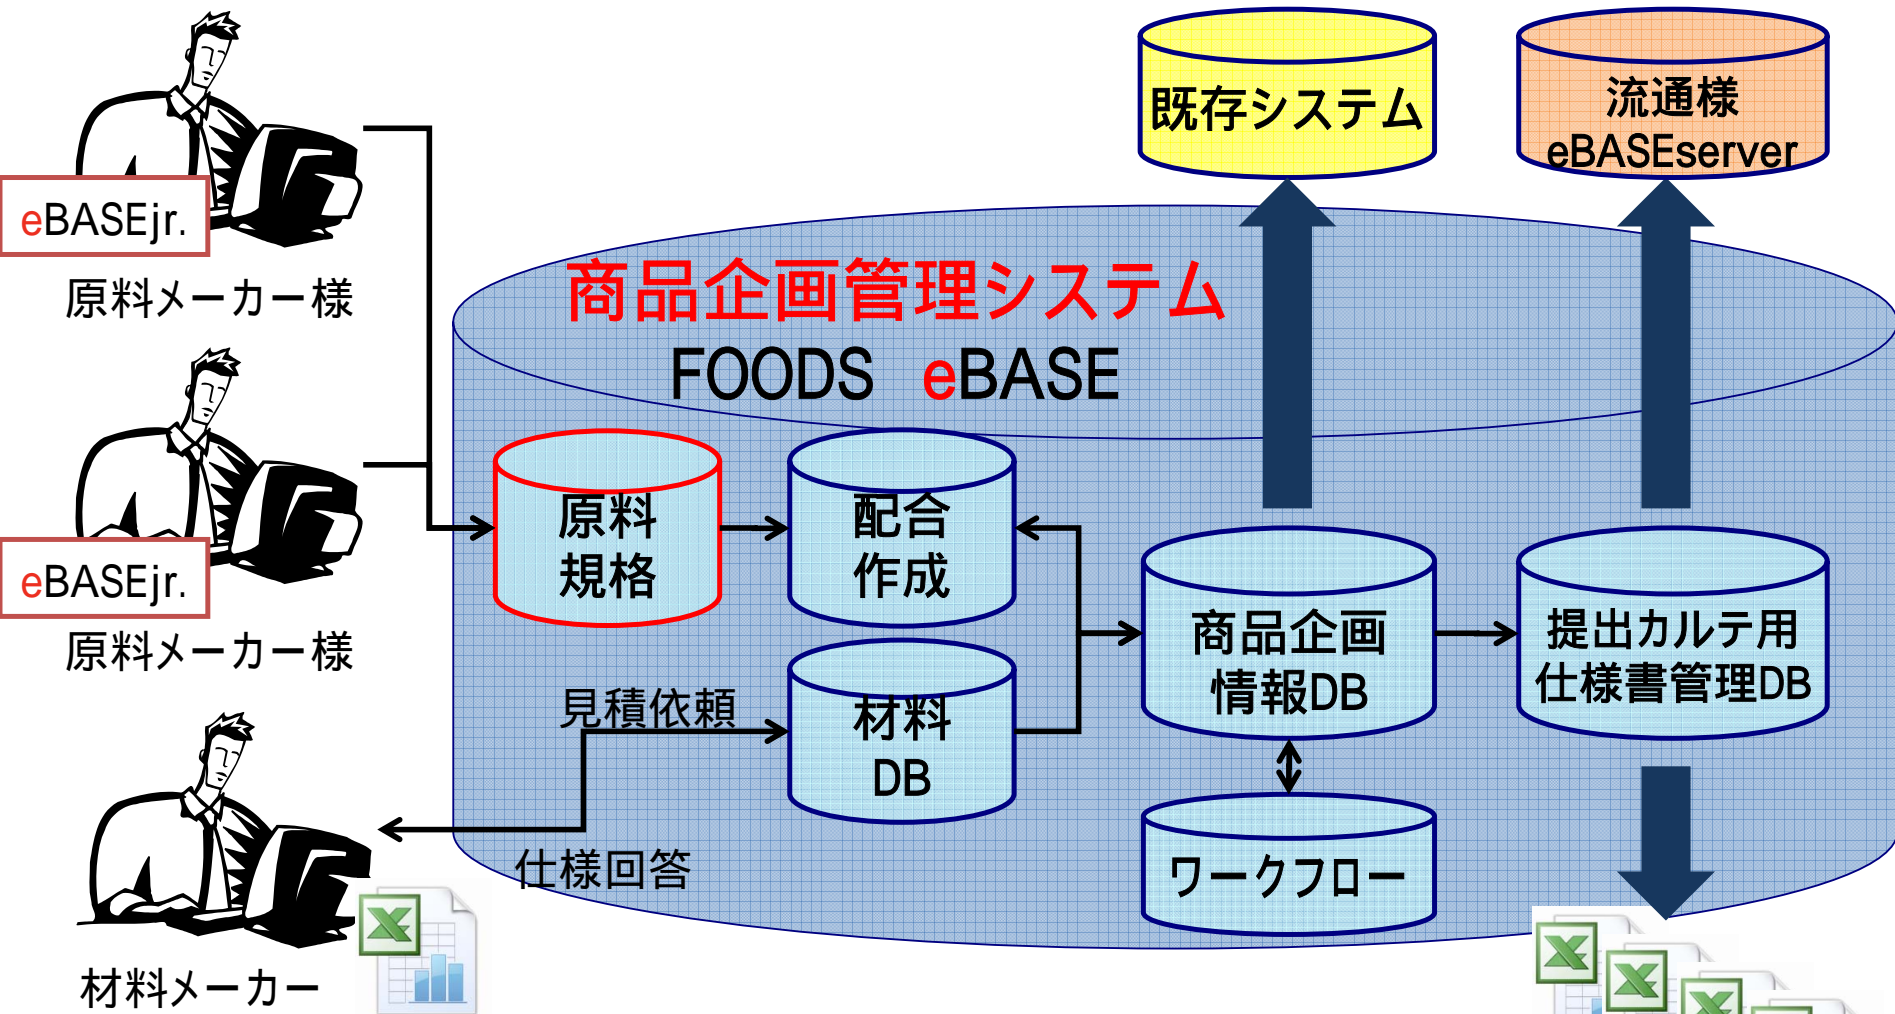 既存システム
流通様
eBASEserver
eBASEjr.
原料メーカー様
商品企画管理システム
FOODS eBASE
eBASEjr.
原料メーカー様
原料
規格
配合
作成
商品企画
情報DB
提出カルテ用
仕様書管理DB
見積依頼
材料
DB
仕様回答
ワークフロー
材料メーカー